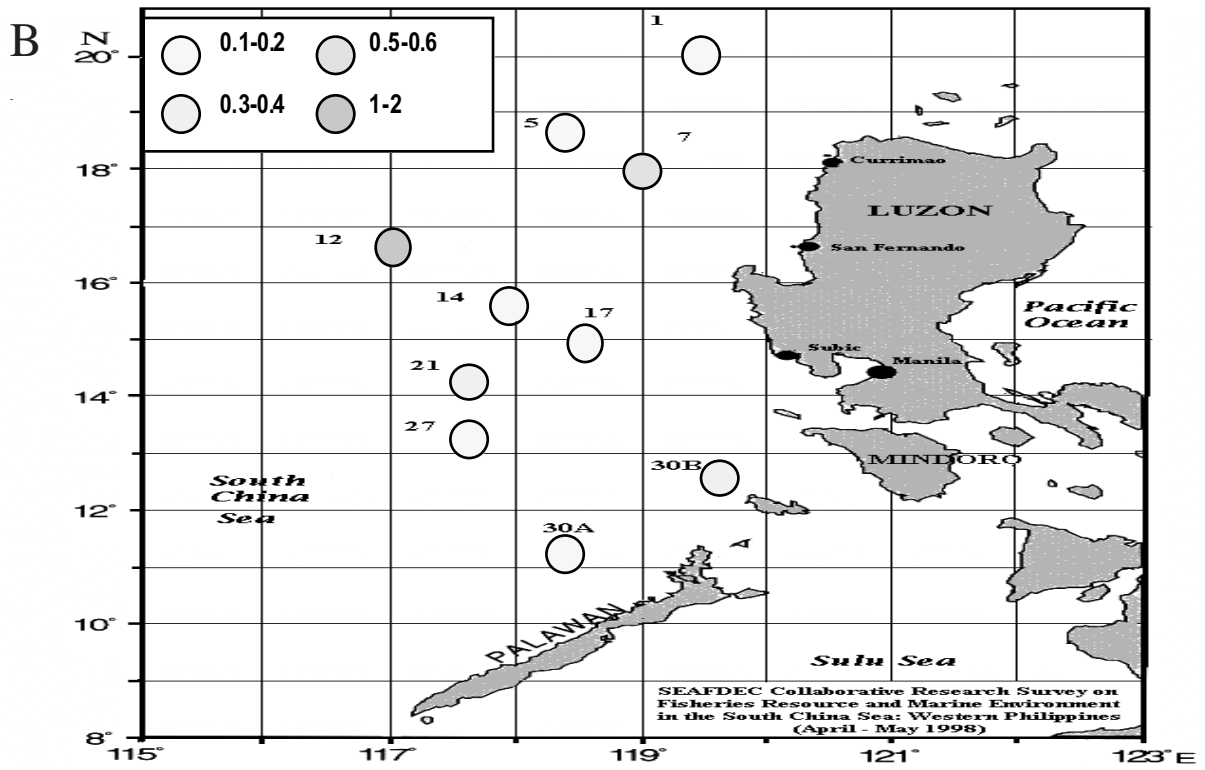 B
N
20°
18°
16°
14°
12°
10°
8°
0.1-0.2 0.5-0.6
0.3-0.4 1-2
1
5
7
12
14
17
21
27
30B
30A
Currimao
LUZON
San Fernando
Pacific
Ocean
Subic
Manila
MINDORO
South
China
Sea
PALAWAN
Sulu Sea
SEAFDEC Collaborative Research Survey on
Fisheries Resource and Marine Environment
in the South China Sea: Western Philippines
(April - May 1998)
115° 117° 119° 121° 123° E